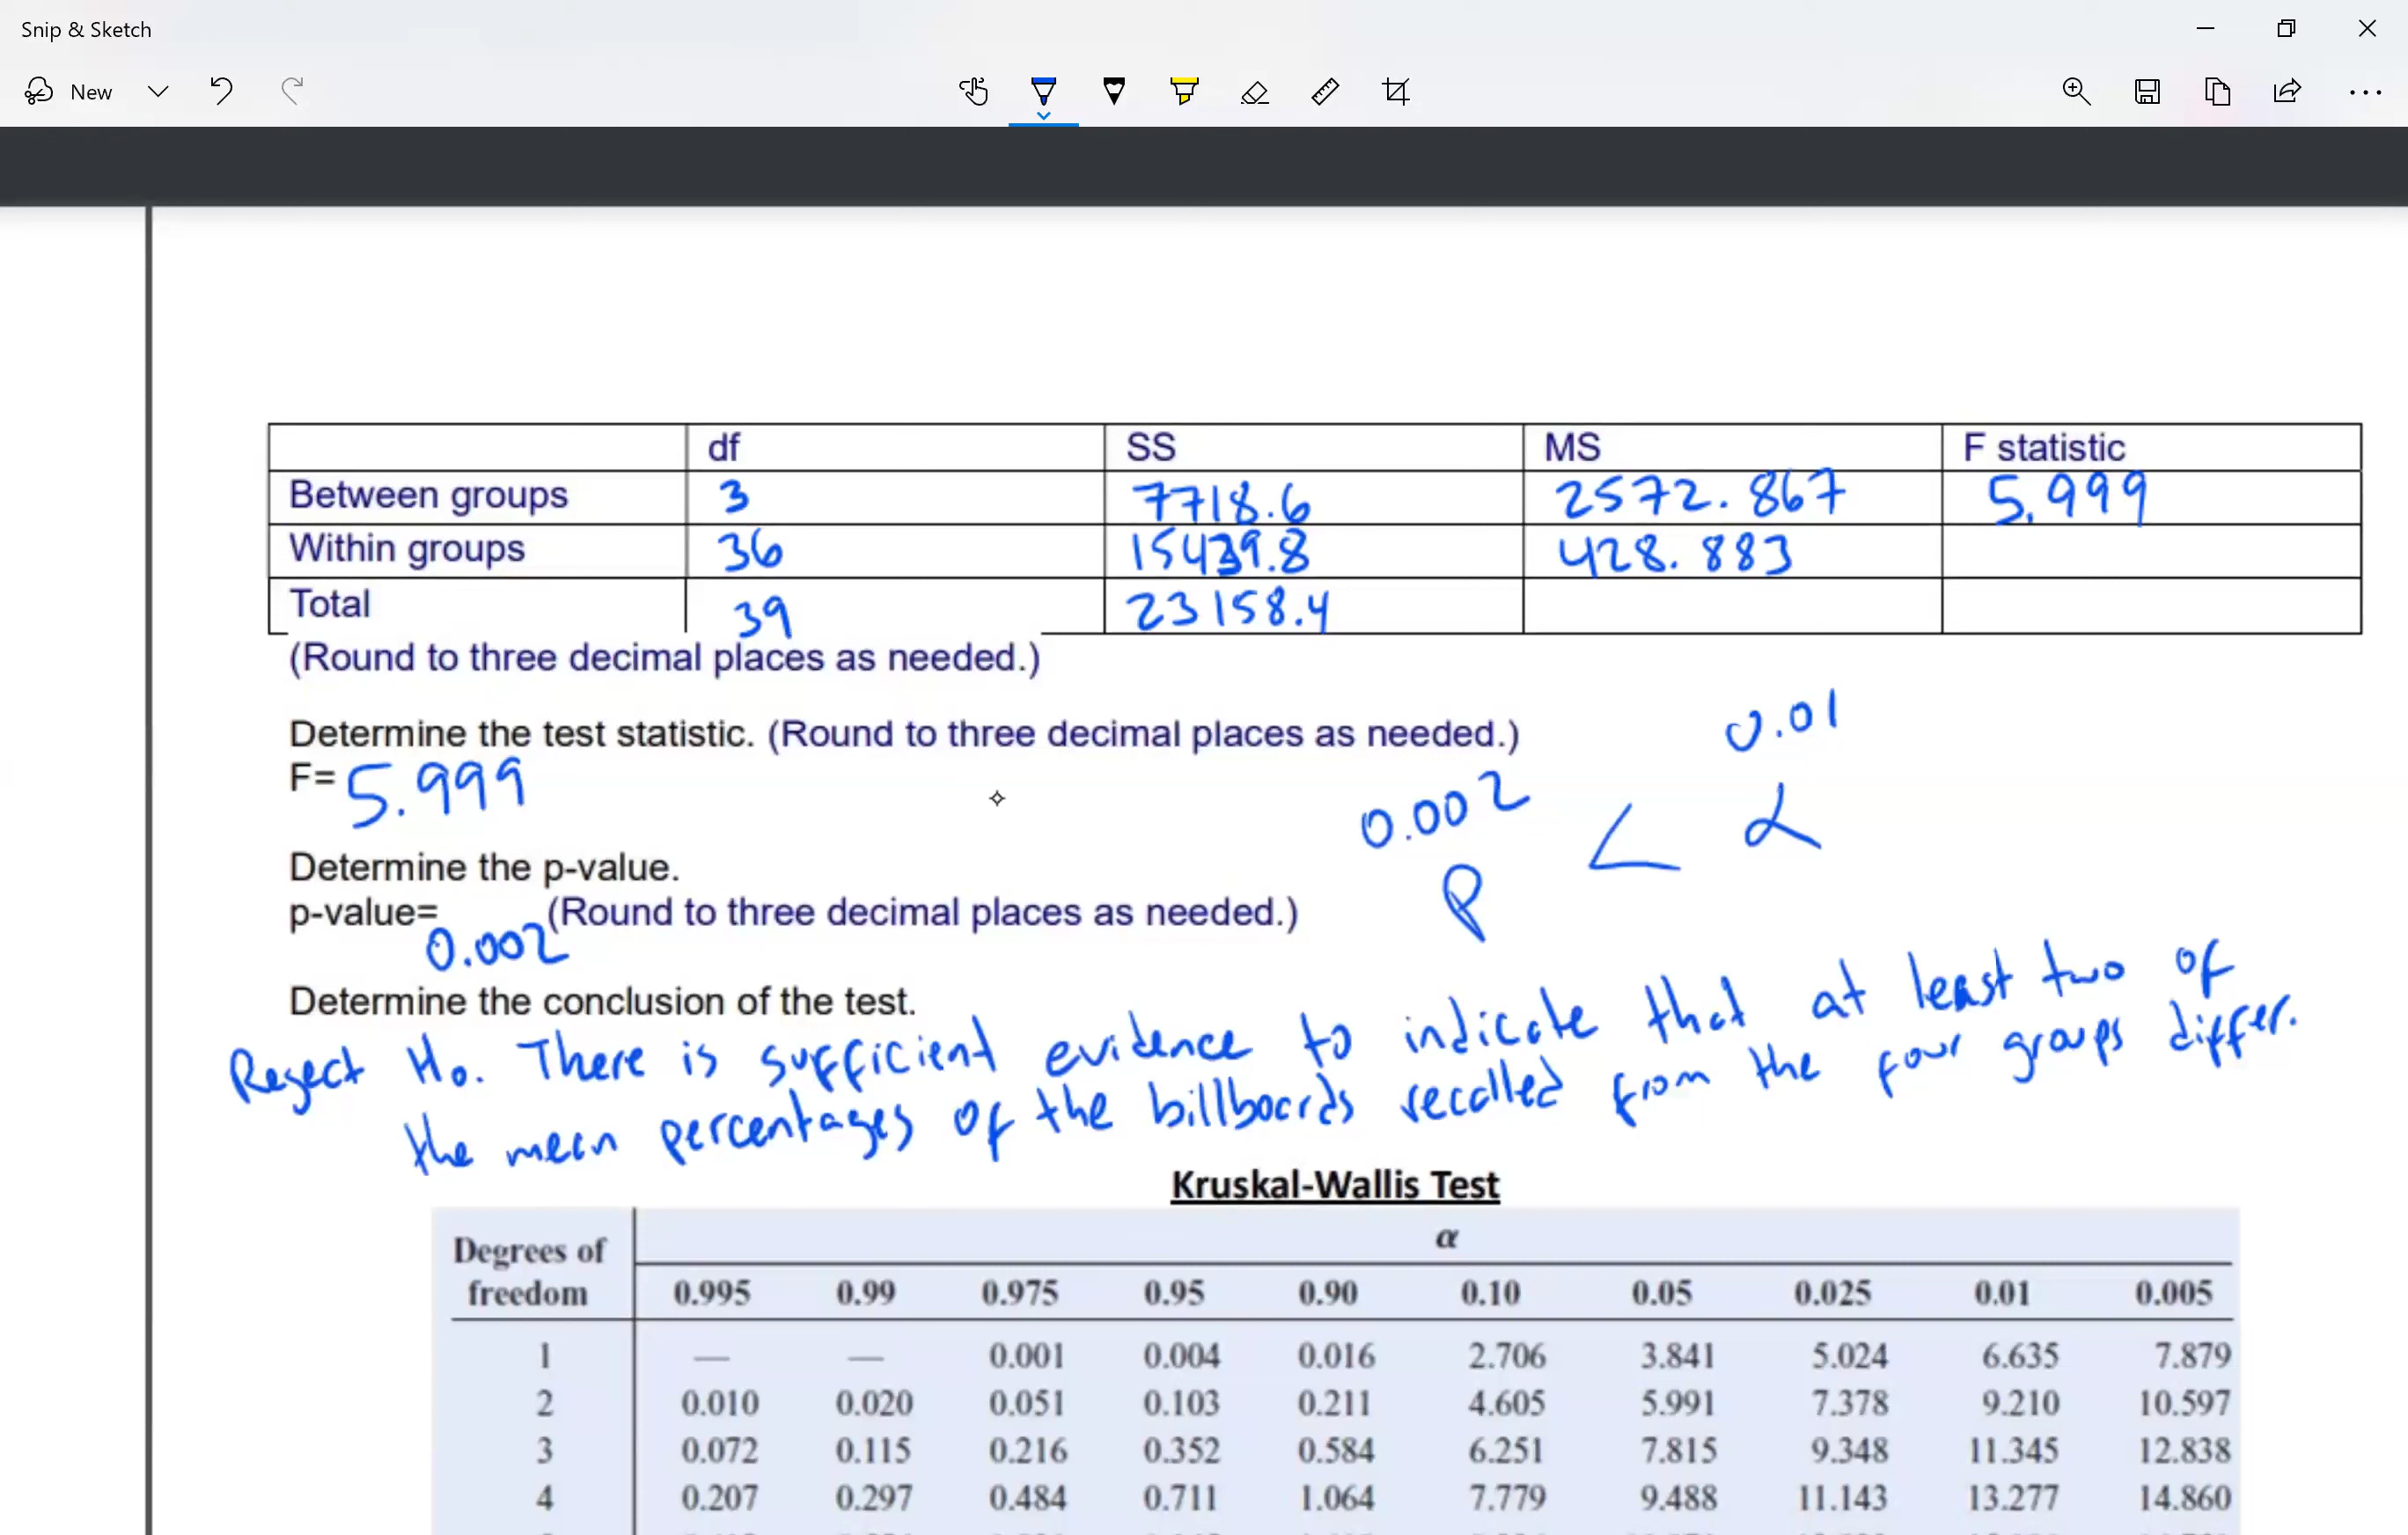 Snip & Sketch
New
df SS MS F statistic
Between groups 3 7718.6 2572.867 5.999
Within groups 36 15439.8 428.883
Total 39 23158.4
(Round to three decimal places as needed.)
0.01
Determine the test statistic. (Round to three decimal places as needed.)
F= 5.999
0.002 < α
Determine the p-value.
P
p-value= (Round to three decimal places as needed.)
0.002
Determine the conclusion of the test.
Reject H₀. There is sufficient evidence to indicate that at least two of
the mean percentages of the billboards recalled from the four groups differ.
Kruskal-Wallis Test
Degrees of freedom α
0.995 0.99 0.975 0.95 0.90 0.10 0.05 0.025 0.01 0.005
1 — — 0.001 0.004 0.016 2.706 3.841 5.024 6.635 7.879
2 0.010 0.020 0.051 0.103 0.211 4.605 5.991 7.378 9.210 10.597
3 0.072 0.115 0.216 0.352 0.584 6.251 7.815 9.348 11.345 12.838
4 0.207 0.297 0.484 0.711 1.064 7.779 9.488 11.143 13.277 14.860